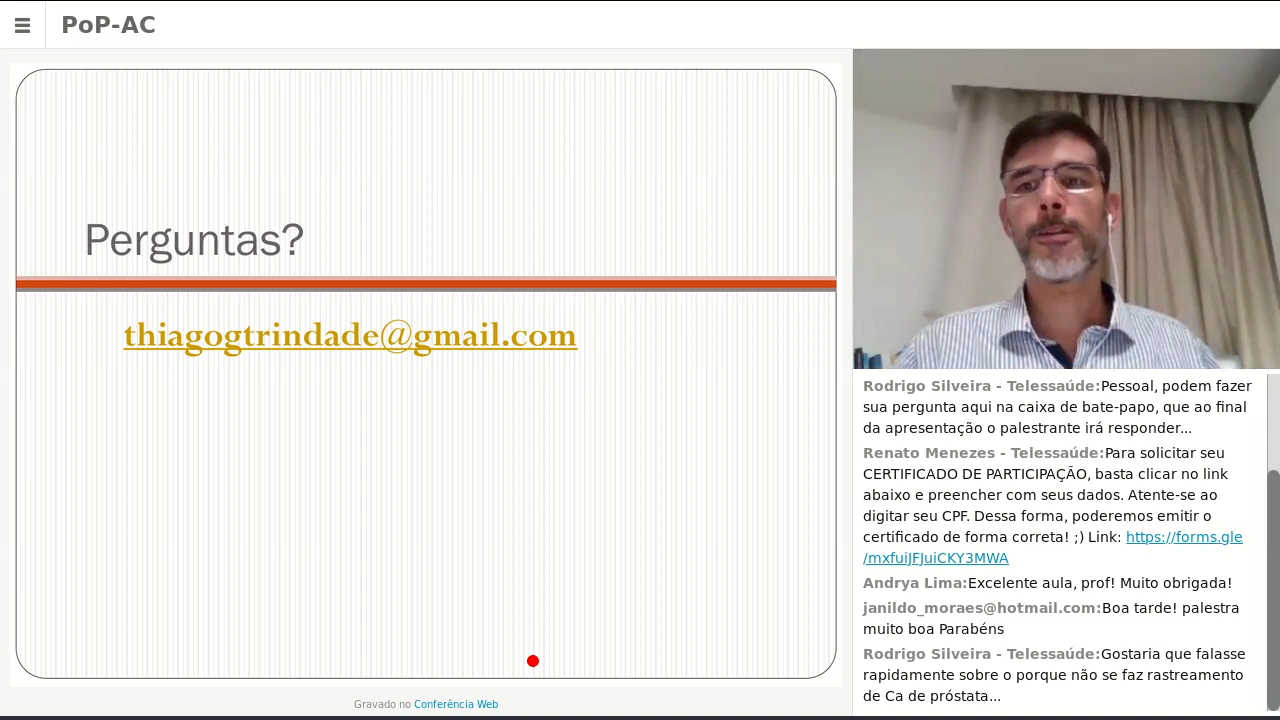 PoP-AC
Perguntas?
thiagogtrindade@gmail.com
Gravado no Conferência Web
Rodrigo Silveira - Telessaúde:Pessoal, podem fazer
sua pergunta aqui na caixa de bate-papo, que ao final
da apresentação o palestrante irá responder...
Renato Menezes - Telessaúde:Para solicitar seu
CERTIFICADO DE PARTICIPAÇÃO, basta clicar no link
abaixo e preencher com seus dados. Atente-se ao
digitar seu CPF. Dessa forma, poderemos emitir o
certificado de forma correta! ;) Link: https://forms.gle
/mxfuiJFJuiCKY3MWA
Andrya Lima:Excelente aula, prof! Muito obrigada!
janildo_moraes@hotmail.com:Boa tarde! palestra
muito boa Parabéns
Rodrigo Silveira - Telessaúde:Gostaria que falasse
rapidamente sobre o porque não se faz rastreamento
de Ca de próstata...